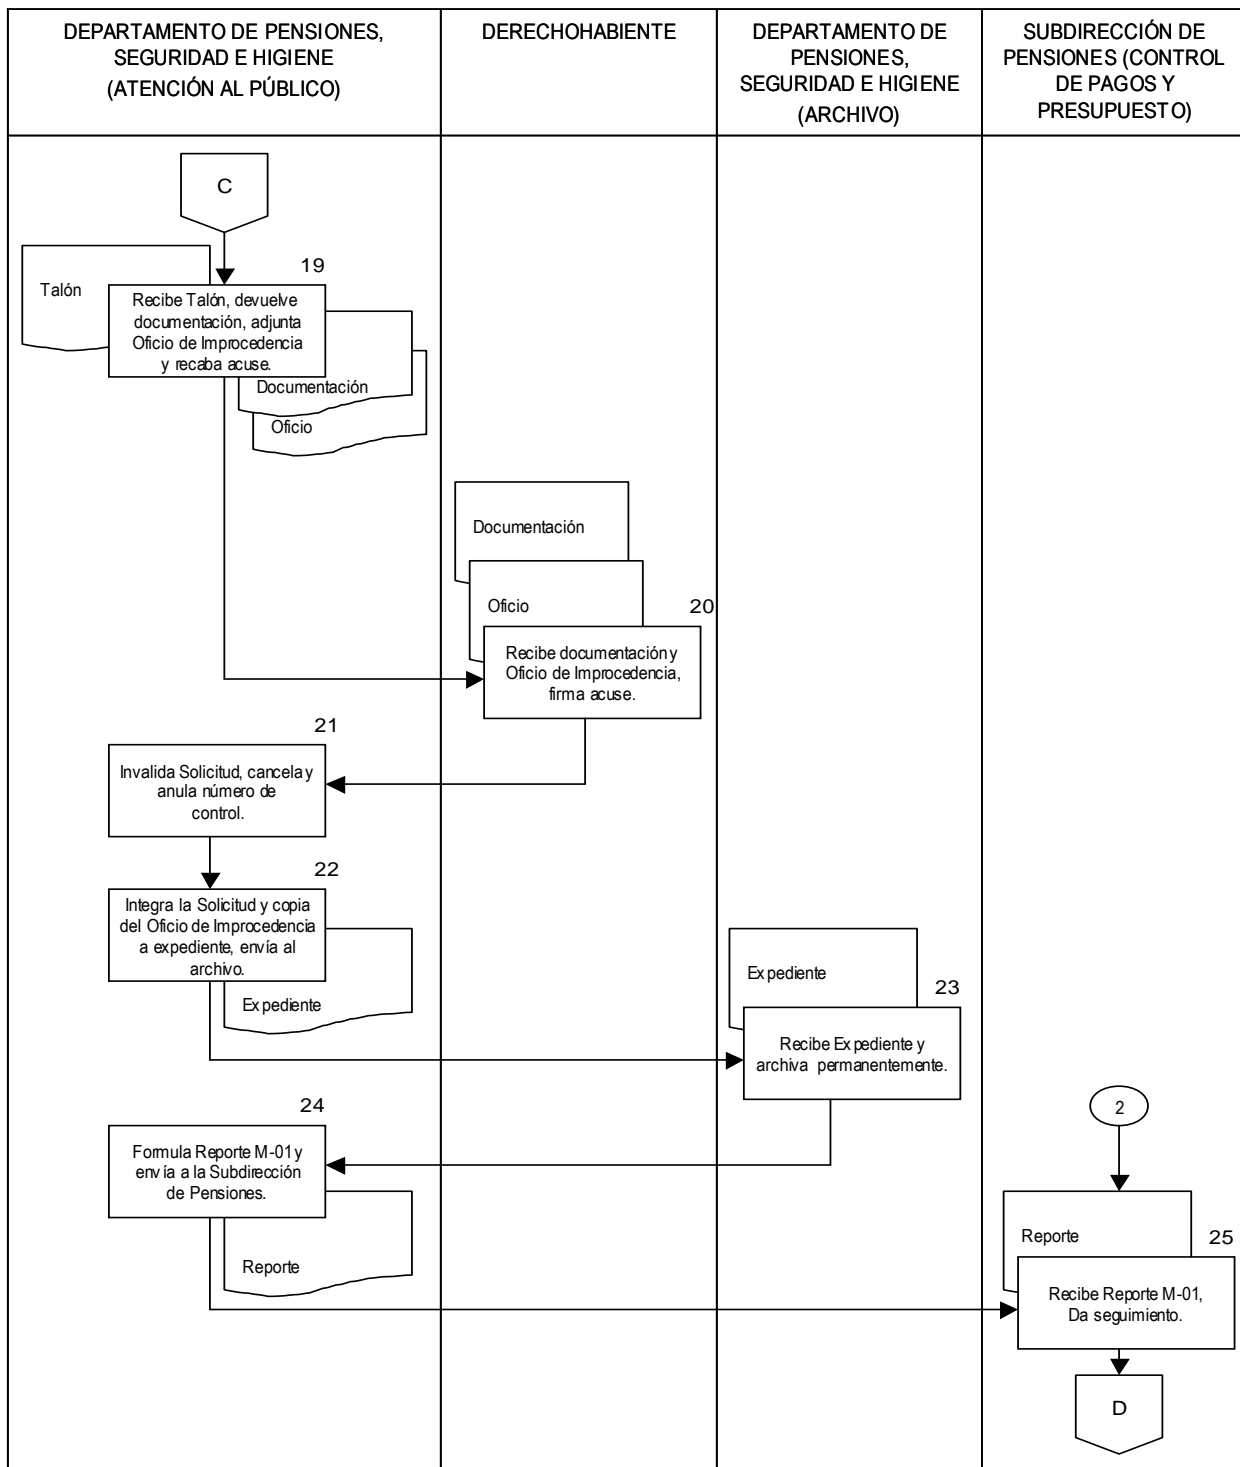 DEPARTAMENTO DE PENSIONES,
SEGURIDAD E HIGIENE
(ATENCIÓN AL PÚBLICO)
DERECHOHABIENTE
DEPARTAMENTO DE
PENSIONES,
SEGURIDAD E HIGIENE
(ARCHIVO)
SUBDIRECCIÓN DE
PENSIONES (CONTROL
DE PAGOS Y
PRESUPUESTO)
C
19
Talón
Recibe Talón, devuelve
documentación, adjunta
Oficio de Improcedencia
y recaba acuse.
Documentación
Oficio
Documentación
Oficio
20
Recibe documentación y
Oficio de Improcedencia,
firma acuse.
21
Invalida Solicitud, cancela y
anula número de
control.
22
Integra la Solicitud y copia
del Oficio de Improcedencia
a expediente, envía al
archivo.
Expediente
Expediente
23
Recibe Expediente y
archiva permanentemente.
24
Formula Reporte M-01 y
envía a la Subdirección
de Pensiones.
Reporte
2
Reporte
25
Recibe Reporte M-01,
Da seguimiento.
D